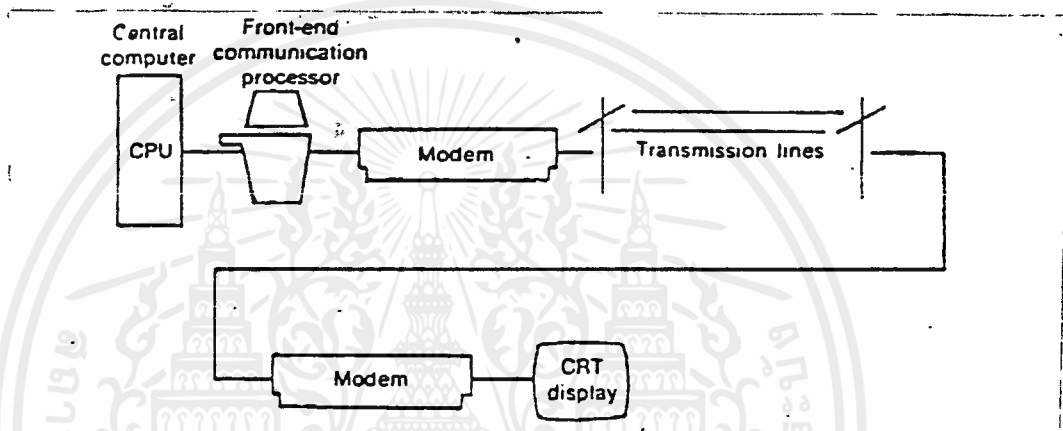 Central
computer
Front-end
communication
processor
CPU
Modem
Transmission lines
Modem
CRT
display